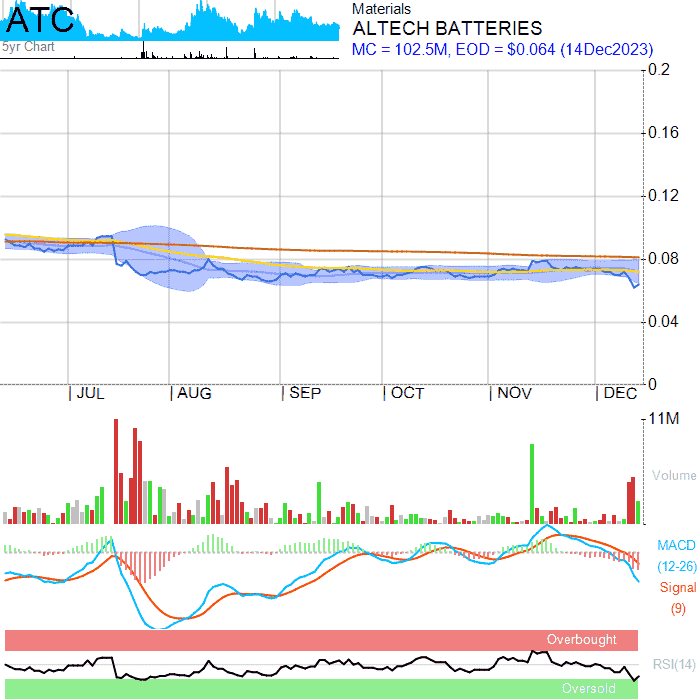 ATC
5yr Chart
Materials
ALTECH BATTERIES
MC = 102.5M, EOD = $0.064 (14Dec2023)
0.2
0.16
0.12
0.08
0.04
0
JUL AUG SEP OCT NOV DEC
11M
Volume
MACD
(12-26)
Signal
(9)
Overbought
RSI(14)
Oversold